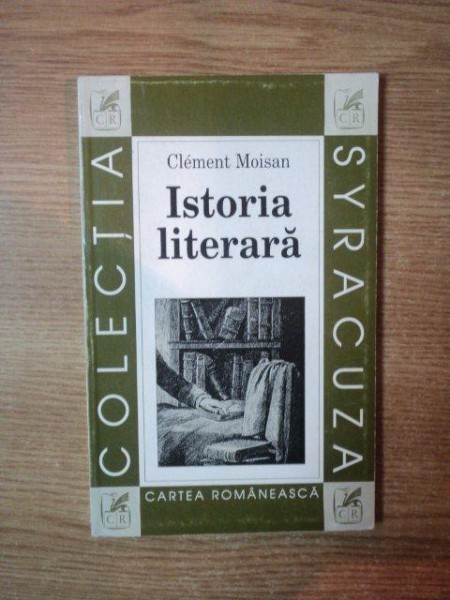 Clément Moisan
Istoria
literară
COLECȚIA
SYRACUZA
CARTEA ROMÂNEASCĂ
CR
CR
CR
CR